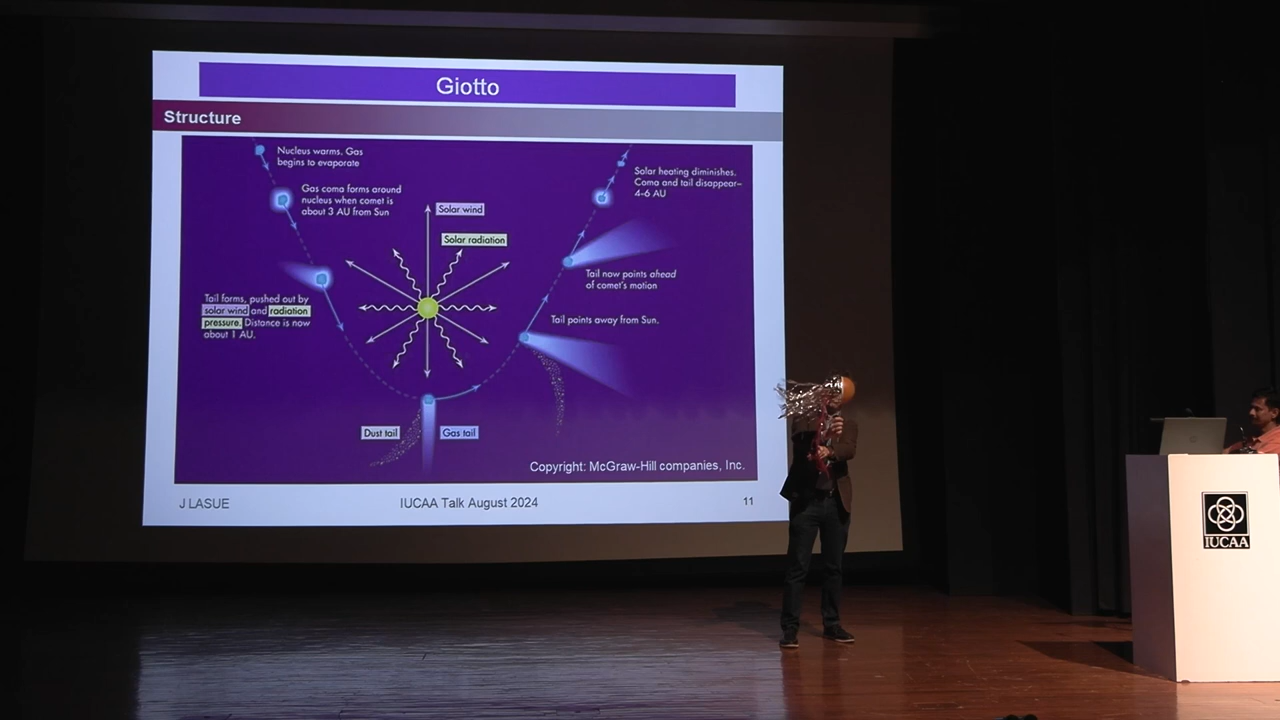 Giotto
Structure
Nucleus warms. Gas
begins to evaporate
Gas coma forms around
nucleus when comet is
about 3 AU from Sun
Solar wind
Solar radiation
Solar heating diminishes.
Coma and tail disappear–
4-6 AU
Tail now points ahead
of comet's motion
Tail forms, pushed out by
solar wind and radiation
pressure. Distance is now
about 1 AU.
Tail points away from Sun.
Dust tail
Gas tail
Copyright: McGraw-Hill companies, Inc.
J LASUE
IUCAA Talk August 2024
11
IUCAA